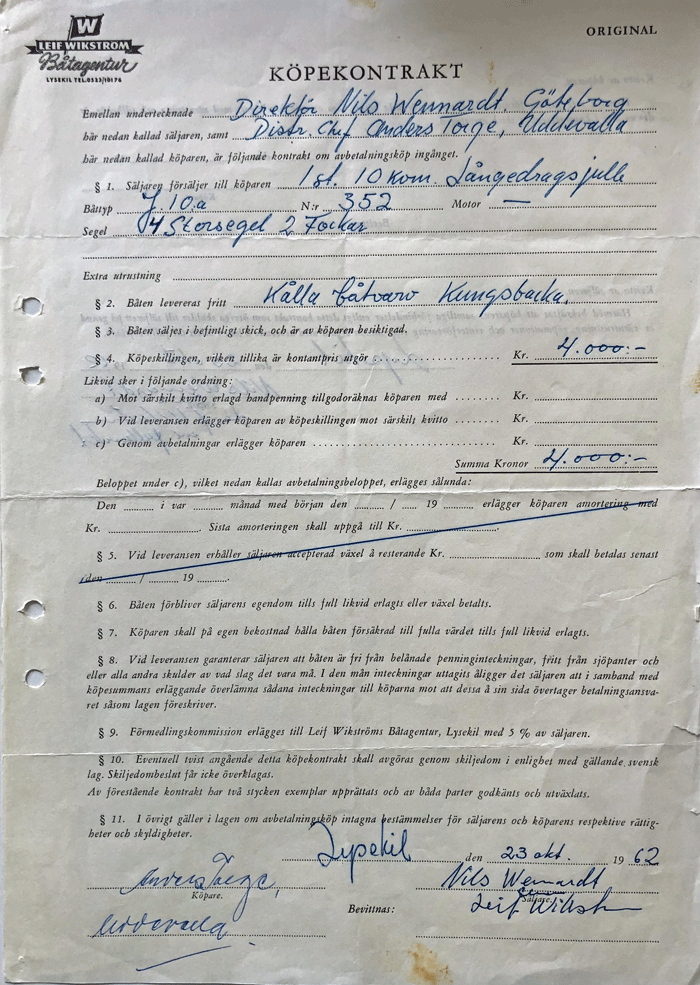 W
LEIF WIKSTRÖM
Båtagentur
LYSEKIL TEL. 0523/10176
ORIGINAL
KÖPEKONTRAKT
Emellan undertecknade Direktör Nils Wennardt. Göteborg
här nedan kallad säljaren, samt Distr. Chef Anders Torge, Uddevalla
här nedan kallad köparen, är följande kontrakt om avbetalningsköp ingånget.
§ 1. Säljaren försäljer till köparen 1 st. 10 kvm. Långedragsjulle
Båttyp J. 10.a N:r 352 Motor —
Segel 4 Storsegel 2 Fockar
Extra utrustning
§ 2. Båten levereras fritt Kålla båtvarv Kungsbacka.
§ 3. Båten säljes i befintligt skick, och är av köparen besiktigad.
§ 4. Köpeskillingen, vilken tillika är kontantpris utgör Kr. 4.000:-
Likvid sker i följande ordning:
a) Mot särskilt kvitto erlagd handpenning tillgodoräknas köparen med Kr.
b) Vid leveransen erlägger köparen av köpeskillingen mot särskilt kvitto Kr.
c) Genom avbetalningar erlägger köparen Kr.
Summa Kronor 4.000:-
Beloppet under c), vilket nedan kallas avbetalningsbeloppet, erlägges sålunda:
Den i var månad med början den / 19 erlägger köparen amortering med
Kr. . Sista amorteringen skall uppgå till Kr. .
§ 5. Vid leveransen erhåller säljaren accepterad växel å resterande Kr. som skall betalas senast
den / 19 .
§ 6. Båten förbliver säljarens egendom tills full likvid erlagts eller växel betalts.
§ 7. Köparen skall på egen bekostnad hålla båten försäkrad till fulla värdet tills full likvid erlagts.
§ 8. Vid leveransen garanterar säljaren att båten är fri från belånade penninginteckningar, fritt från sjöpanter och
eller alla andra skulder av vad slag det vara må. I den mån inteckningar uttagits åligger det säljaren att i samband med
köpesummans erläggande överlämna sådana inteckningar till köparna mot att dessa å sin sida övertager betalningsansva-
ret såsom lagen föreskriver.
§ 9. Förmedlingskommission erlägges till Leif Wikströms Båtagentur, Lysekil med 5 % av säljaren.
§ 10. Eventuell tvist angående detta köpekontrakt skall avgöras genom skiljedom i enlighet med gällande svensk
lag. Skiljedombeslut får icke överklagas.
Av förestående kontrakt har två stycken exemplar upprättats och av båda parter godkänts och utväxlats.
§ 11. I övrigt gäller i lagen om avbetalningsköp intagna bestämmelser för säljarens och köparens respektive rättig-
heter och skyldigheter.
Lysekil den 23 okt. 1962
Anders Torge, Nils Wennardt
Köpare. Säljare.
Bevittnas: Leif Wikström
Uddevalla